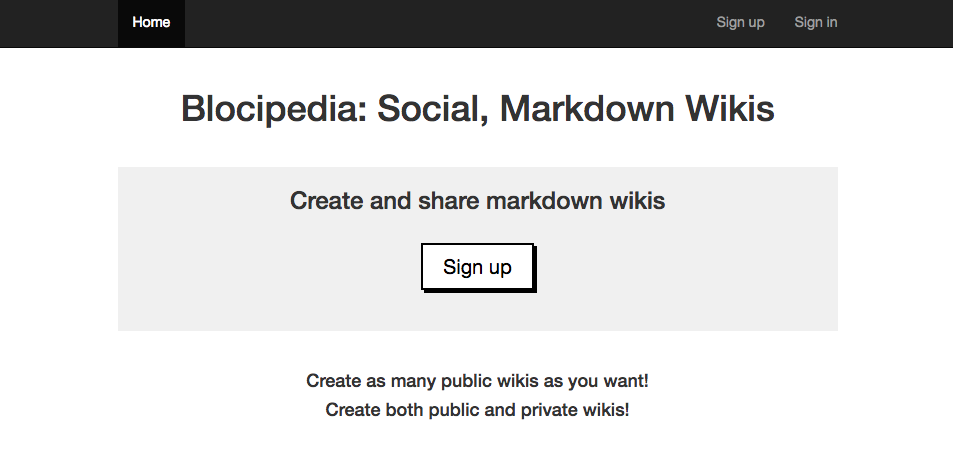 Home Sign up Sign in
Blocipedia: Social, Markdown Wikis
Create and share markdown wikis
Sign up
Create as many public wikis as you want!
Create both public and private wikis!